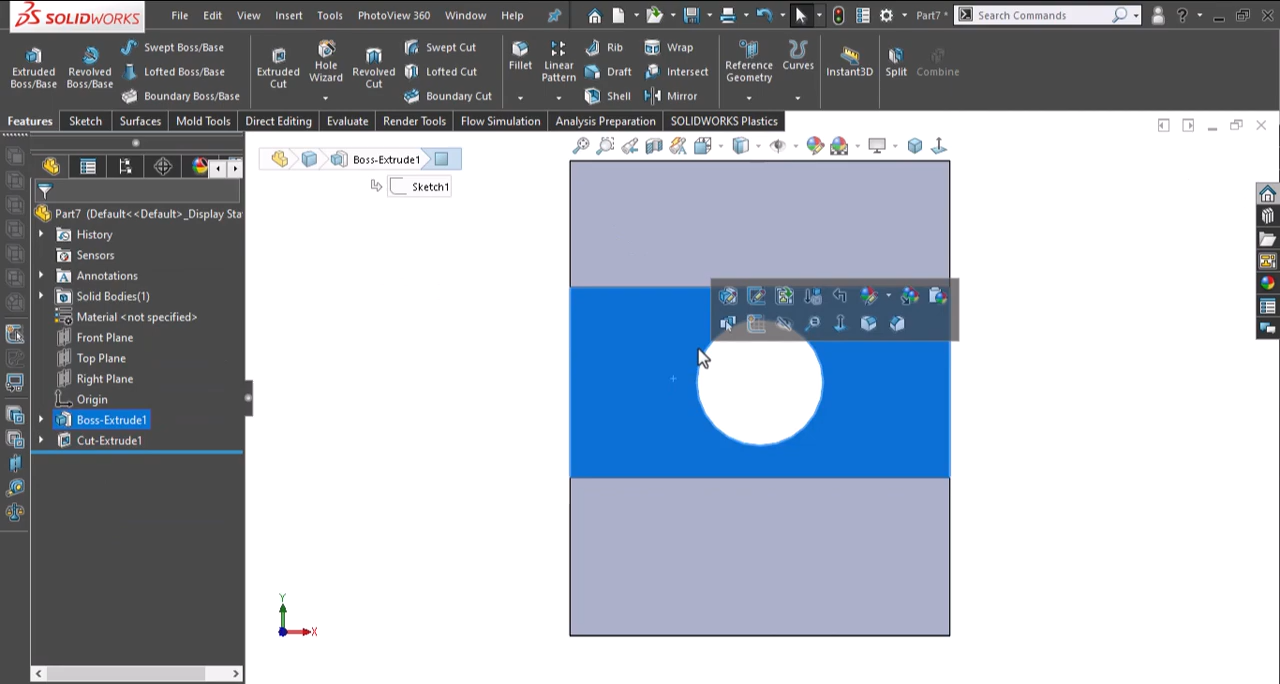 SOLIDWORKS File Edit View Insert Tools PhotoView 360 Window Help Part7 * Search Commands
Extruded Boss/Base
Revolved Boss/Base
Swept Boss/Base
Lofted Boss/Base
Boundary Boss/Base
Extruded Cut
Hole Wizard
Revolved Cut
Swept Cut
Lofted Cut
Boundary Cut
Fillet
Linear Pattern
Rib
Draft
Shell
Wrap
Intersect
Mirror
Reference Geometry
Curves
Instant3D
Split
Combine
Features Sketch Surfaces Mold Tools Direct Editing Evaluate Render Tools Flow Simulation Analysis Preparation SOLIDWORKS Plastics
Boss-Extrude1
Sketch1
Part7 (Default<<Default>_Display Sta
History
Sensors
Annotations
Solid Bodies(1)
Material <not specified>
Front Plane
Top Plane
Right Plane
Origin
Boss-Extrude1
Cut-Extrude1
Y
X